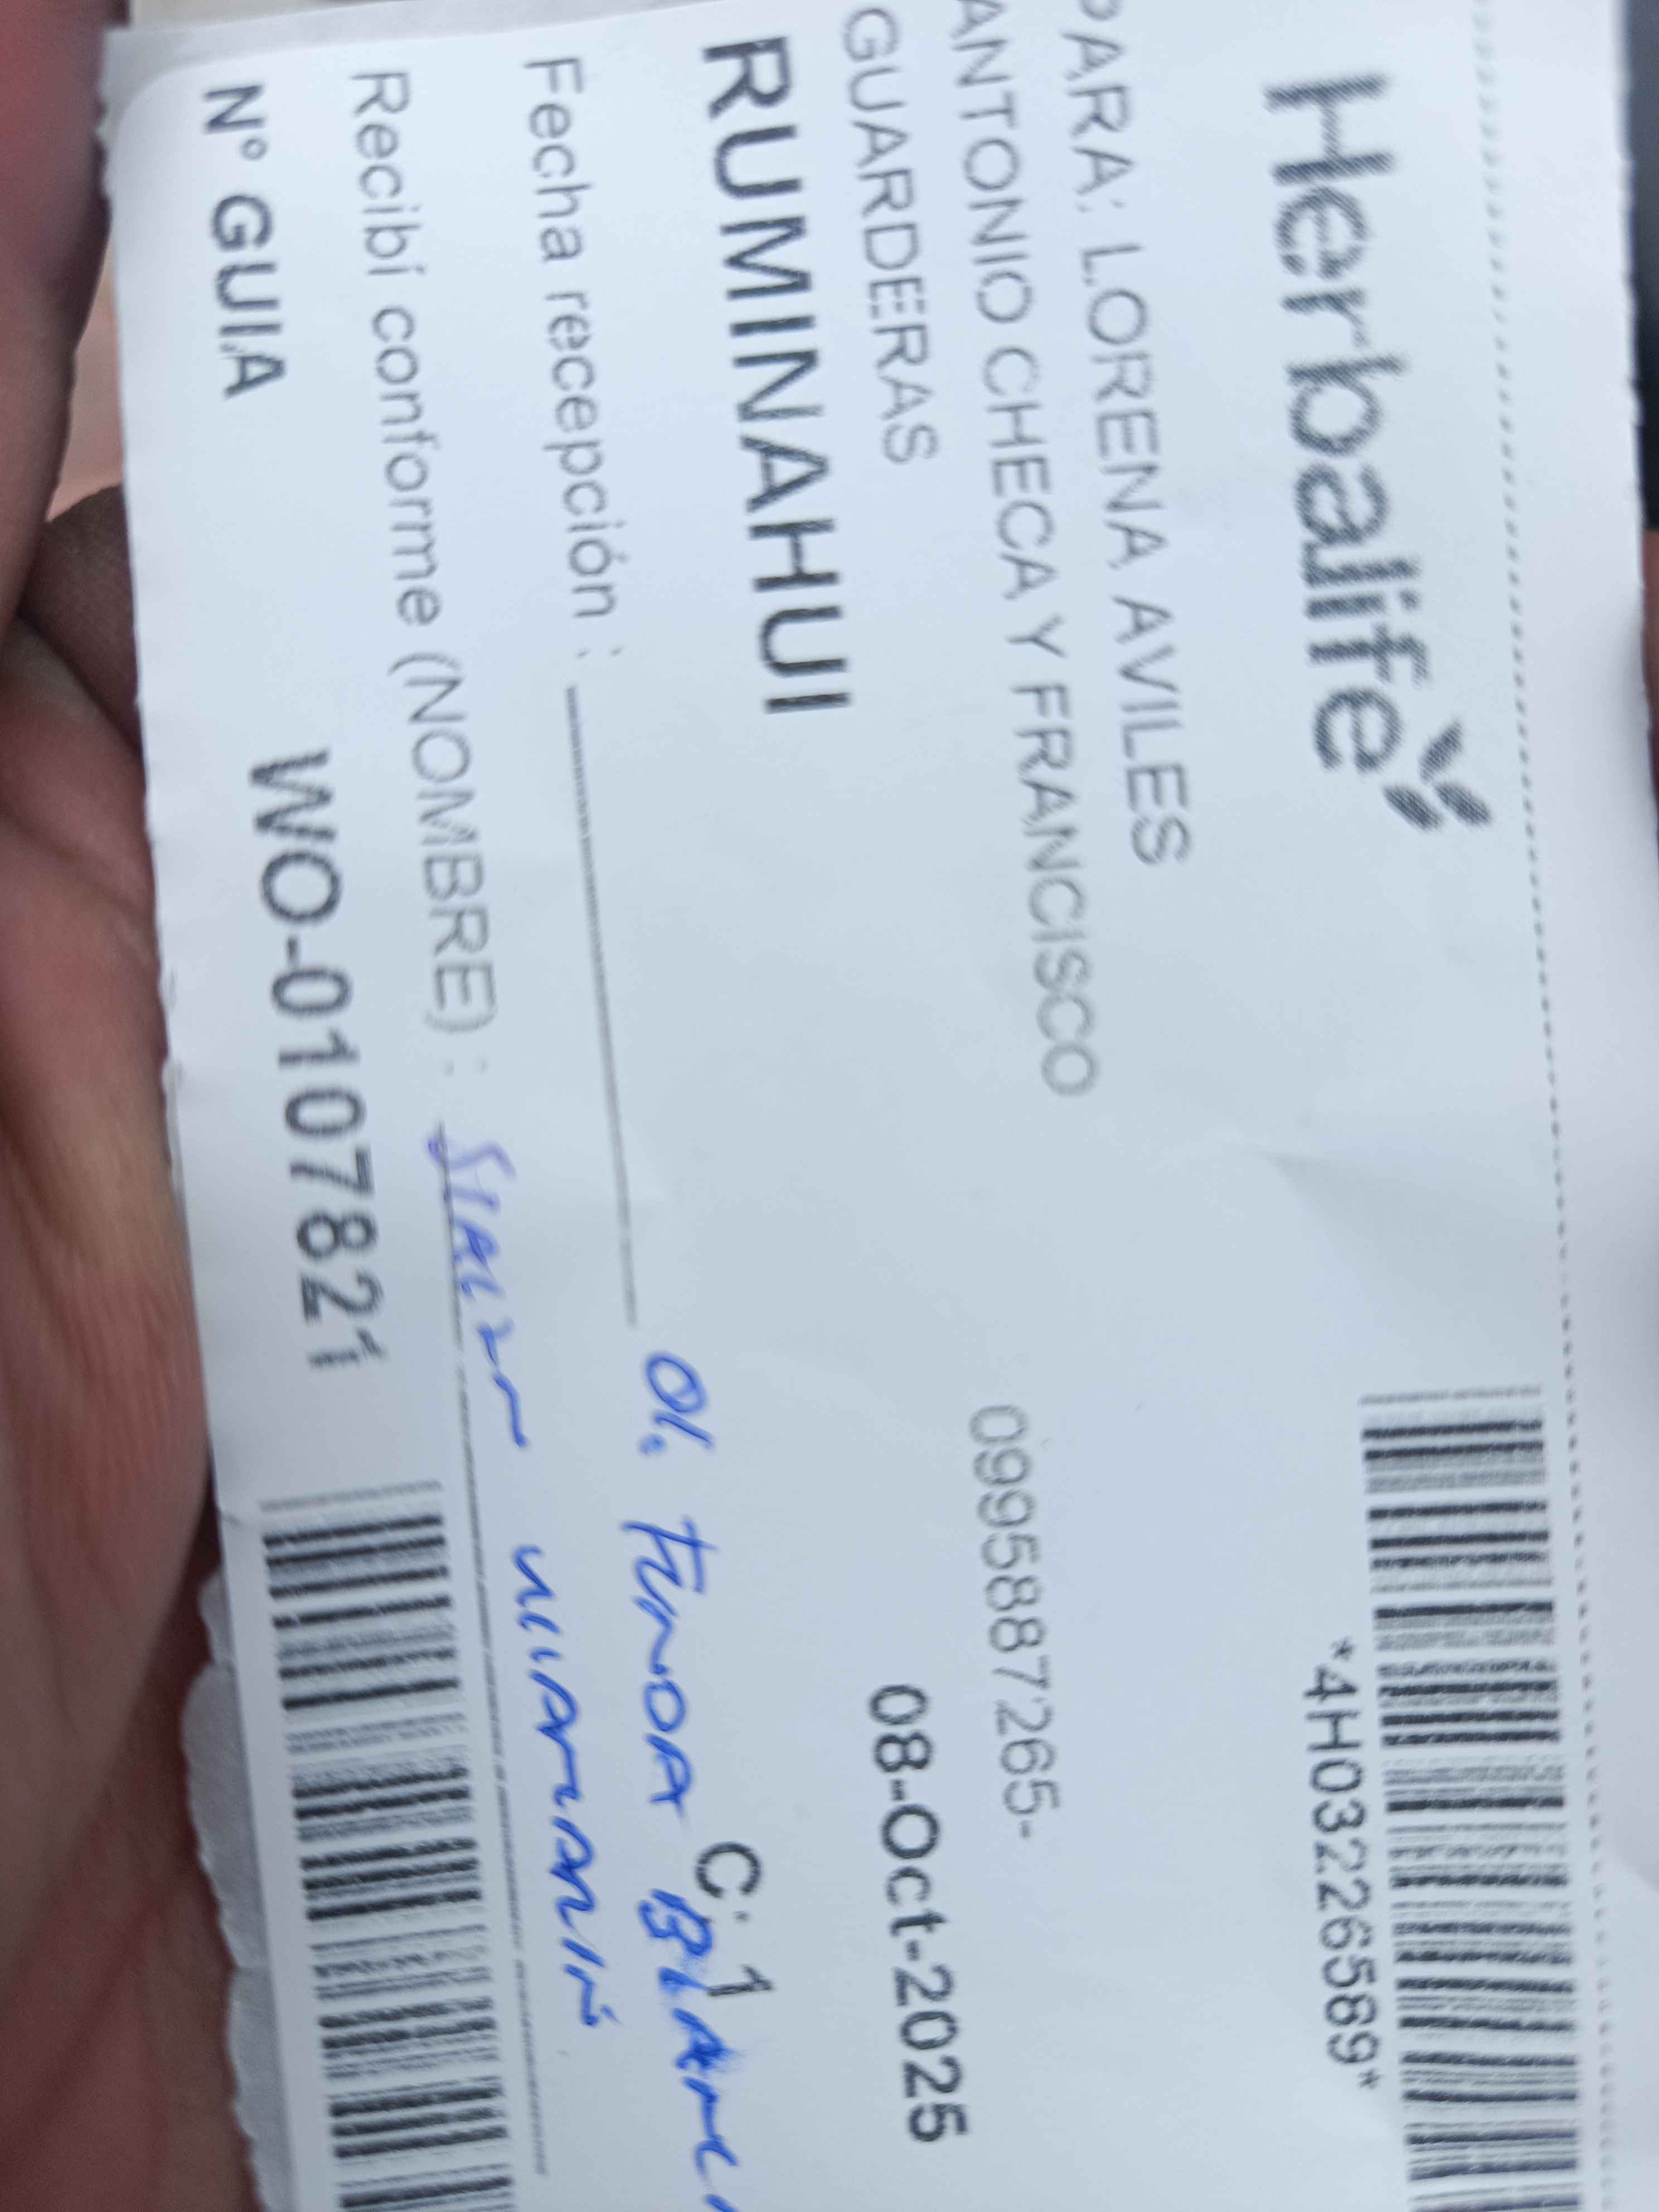 Herbalife
*4H03226589*
PARA: LORENA AVILES
ANTONIO CHECA Y FRANCISCO
0995887265-
GUARDERAS
08-Oct-2025
RUMINAHUI
C. 1
Fecha recepción :
Recibí conforme (NOMBRE) :
N° GUIA
WO-0107821